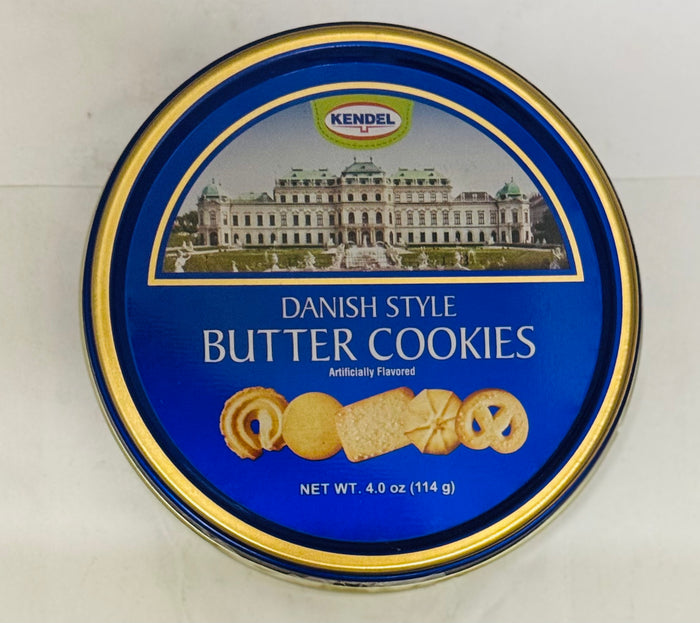 KENDEL
DANISH STYLE
BUTTER COOKIES
Artificially Flavored
NET WT. 4.0 oz (114 g)